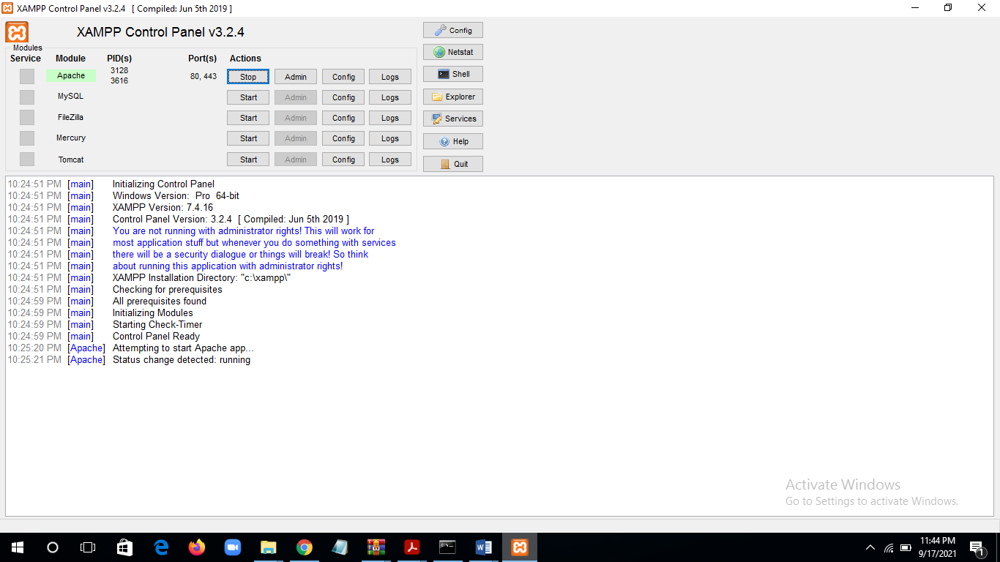 XAMPP Control Panel v3.2.4 [ Compiled: Jun 5th 2019 ]
XAMPP Control Panel v3.2.4
Modules
Service Module PID(s) Port(s) Actions
Apache 3128 3616 80, 443 Stop Admin Config Logs
MySQL Start Admin Config Logs
FileZilla Start Admin Config Logs
Mercury Start Admin Config Logs
Tomcat Start Admin Config Logs
Config
Netstat
Shell
Explorer
Services
Help
Quit
10:24:51 PM [main] Initializing Control Panel
10:24:51 PM [main] Windows Version: Pro 64-bit
10:24:51 PM [main] XAMPP Version: 7.4.16
10:24:51 PM [main] Control Panel Version: 3.2.4 [ Compiled: Jun 5th 2019 ]
10:24:51 PM [main] You are not running with administrator rights! This will work for
10:24:51 PM [main] most application stuff but whenever you do something with services
10:24:51 PM [main] there will be a security dialogue or things will break! So think
10:24:51 PM [main] about running this application with administrator rights!
10:24:51 PM [main] XAMPP Installation Directory: "c:\xampp\"
10:24:51 PM [main] Checking for prerequisites
10:24:59 PM [main] All prerequisites found
10:24:59 PM [main] Initializing Modules
10:24:59 PM [main] Starting Check-Timer
10:24:59 PM [main] Control Panel Ready
10:25:20 PM [Apache] Attempting to start Apache app...
10:25:21 PM [Apache] Status change detected: running
Activate Windows
Go to Settings to activate Windows.
11:44 PM
9/17/2021
1